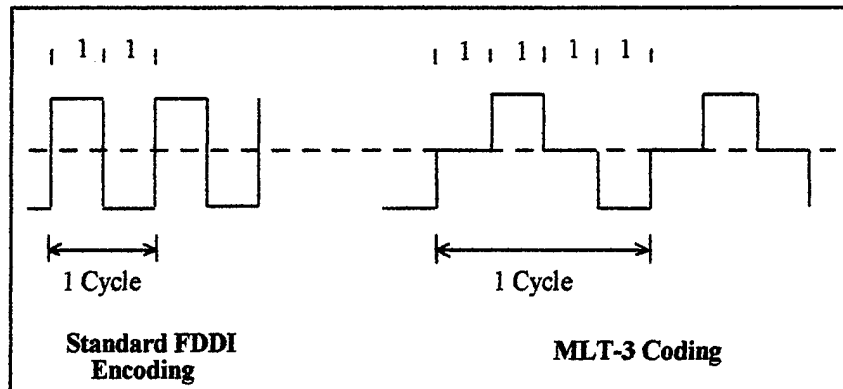 1 1
1 1 1 1
1 Cycle
1 Cycle
Standard FDDI
Encoding
MLT-3 Coding